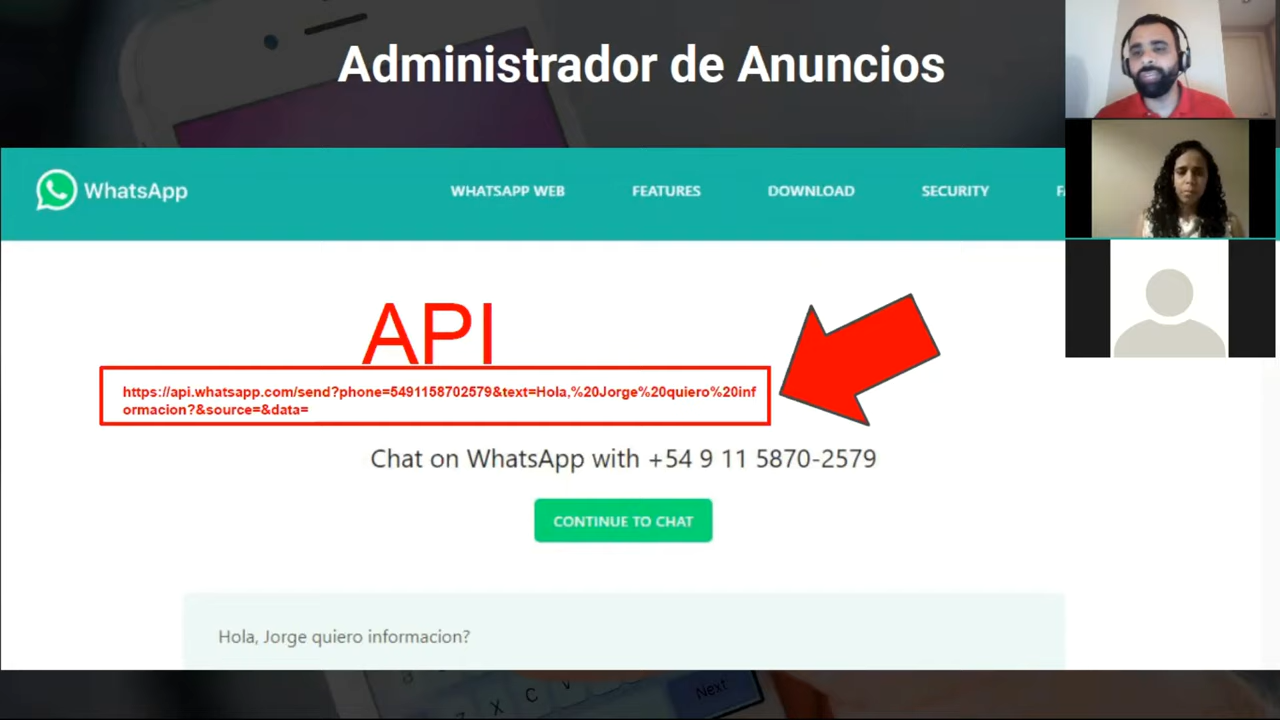 Administrador de Anuncios
WhatsApp
WHATSAPP WEB
FEATURES
DOWNLOAD
SECURITY
API
https://api.whatsapp.com/send?phone=5491158702579&text=Hola,%20Jorge%20quiero%20inf
ormacion?&source=&data=
Chat on WhatsApp with +54 9 11 5870-2579
CONTINUE TO CHAT
Hola, Jorge quiero informacion?
Z X C V
Next